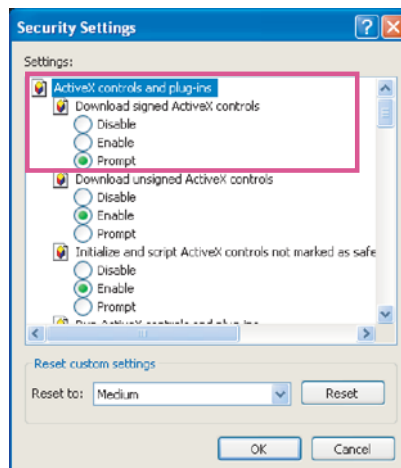 Security Settings
Settings:
ActiveX controls and plug-ins
Download signed ActiveX controls
Disable
Enable
Prompt
Download unsigned ActiveX controls
Disable
Enable
Prompt
Initialize and script ActiveX controls not marked as safe
Disable
Enable
Prompt
Reset custom settings
Reset to: Medium Reset
OK Cancel